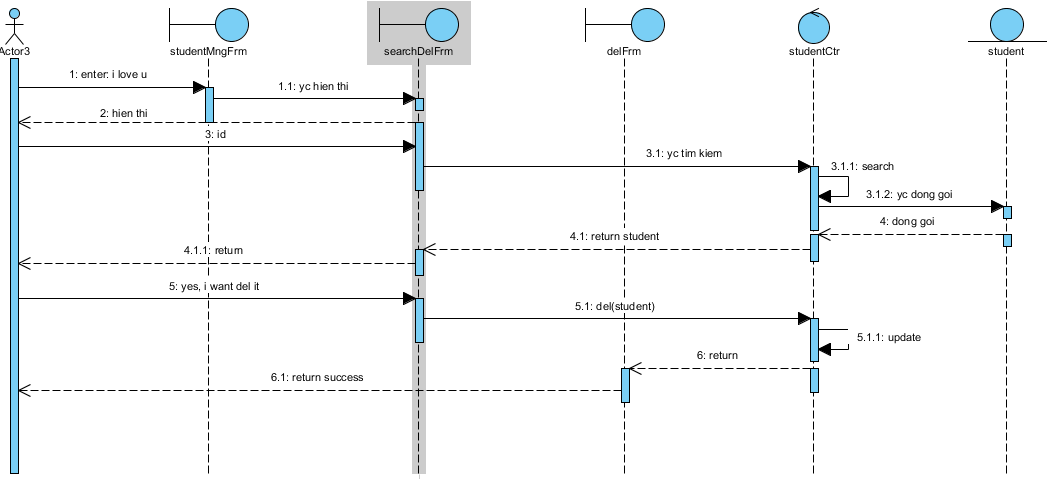 Actor3
studentMngFrm
searchDelFrm
delFrm
studentCtr
student
1: enter: i love u
1.1: yc hien thi
2: hien thi
3: id
3.1: yc tim kiem
3.1.1: search
3.1.2: yc dong goi
4: dong goi
4.1: return student
4.1.1: return
5: yes, i want del it
5.1: del(student)
5.1.1: update
6: return
6.1: return success